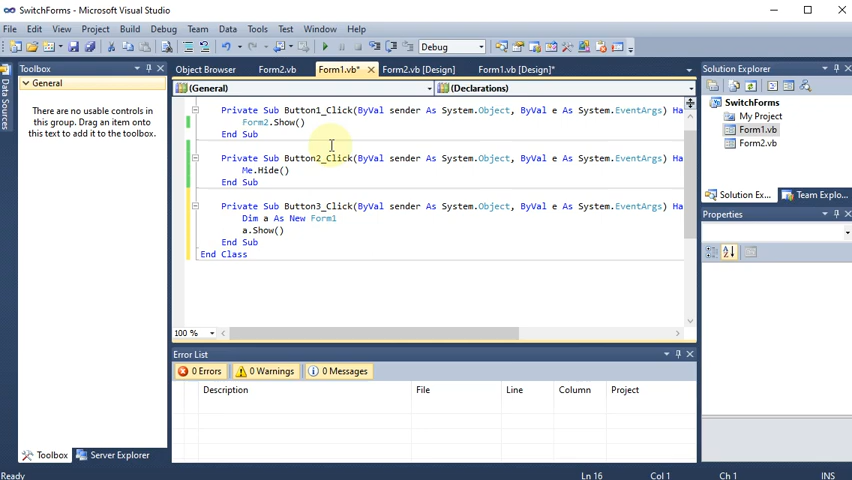 SwitchForms - Microsoft Visual Studio
File Edit View Project Build Debug Team Data Tools Test Window Help
Debug
Data Sources
Toolbox
General
There are no usable controls in this group. Drag an item onto this text to add it to the toolbox.
Object Browser Form2.vb Form1.vb* Form2.vb [Design] Form1.vb [Design]*
(General) (Declarations)
Private Sub Button1_Click(ByVal sender As System.Object, ByVal e As System.EventArgs) Ha
Form2.Show()
End Sub
Private Sub Button2_Click(ByVal sender As System.Object, ByVal e As System.EventArgs) Ha
Me.Hide()
End Sub
Private Sub Button3_Click(ByVal sender As System.Object, ByVal e As System.EventArgs) Ha
Dim a As New Form1
a.Show()
End Sub
End Class
100 %
Error List
0 Errors 0 Warnings 0 Messages
Description File Line Column Project
Solution Explorer
SwitchForms
My Project
Form1.vb
Form2.vb
Solution Ex... Team Explo...
Properties
Toolbox Server Explorer
Ready Ln 16 Col 1 Ch 1 INS